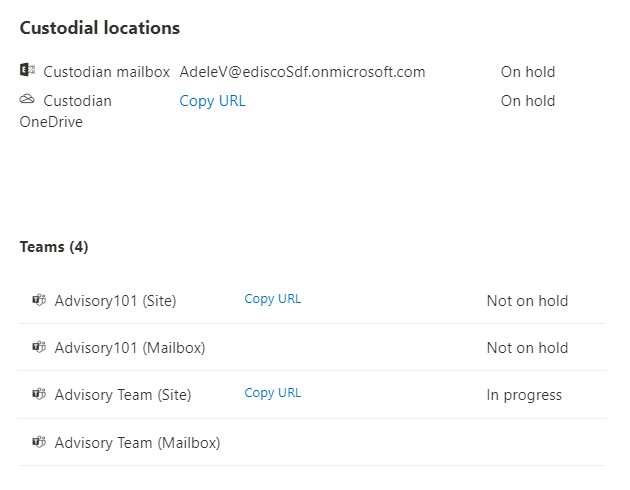 Custodial locations
Custodian mailbox AdeleV@ediscoSdf.onmicrosoft.com On hold
Custodian Copy URL On hold
OneDrive
Teams (4)
Advisory101 (Site) Copy URL Not on hold
Advisory101 (Mailbox) Not on hold
Advisory Team (Site) Copy URL In progress
Advisory Team (Mailbox)